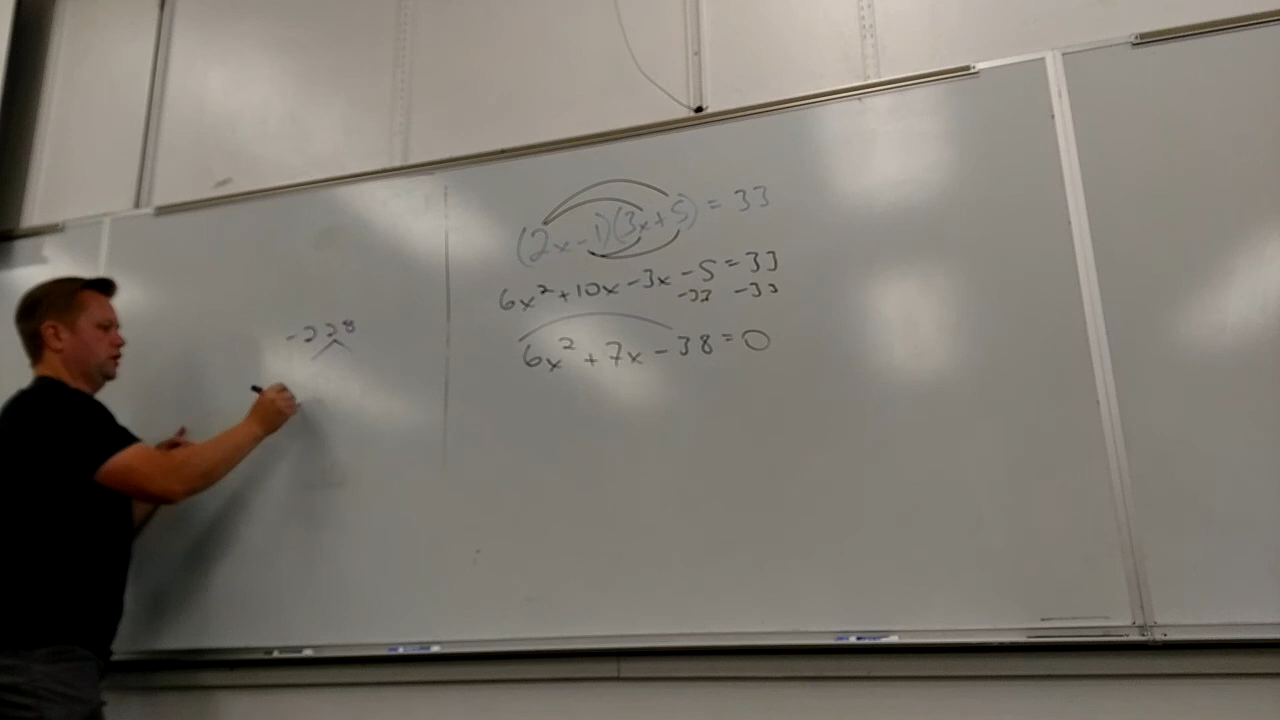 (2x-1)(3x+5) = 33
6x²+10x-3x-5=33
-33 -33
6x²+7x-38=0
-228